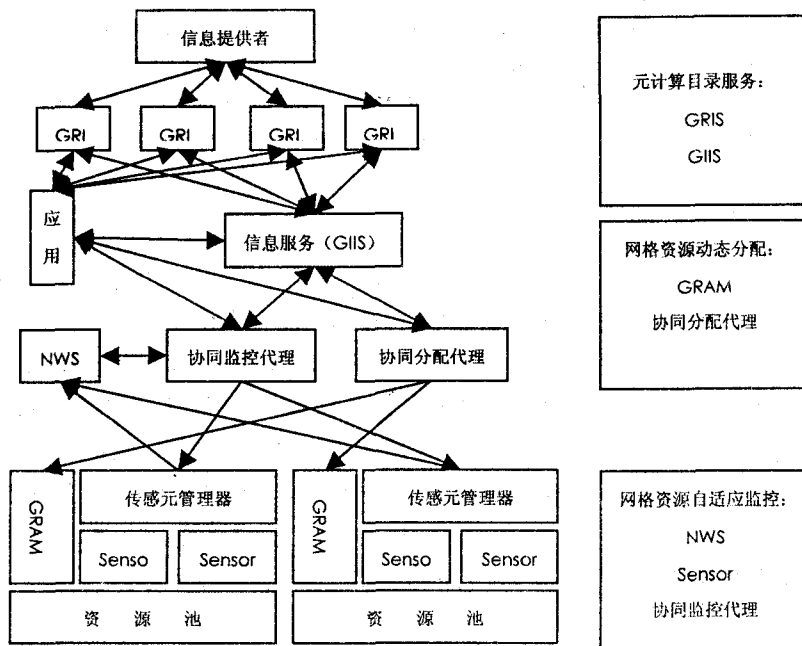 信息提供者
GRI
GRI
GRI
GRI
应用
信息服务（GIIS）
NWS
协同监控代理
协同分配代理
GRAM
传感元管理器
Senso
Sensor
资 源 池
GRAM
传感元管理器
Senso
Sensor
资 源 池
元计算目录服务：
GRIS
GIIS
网格资源动态分配：
GRAM
协同分配代理
网格资源自适应监控：
NWS
Sensor
协同监控代理